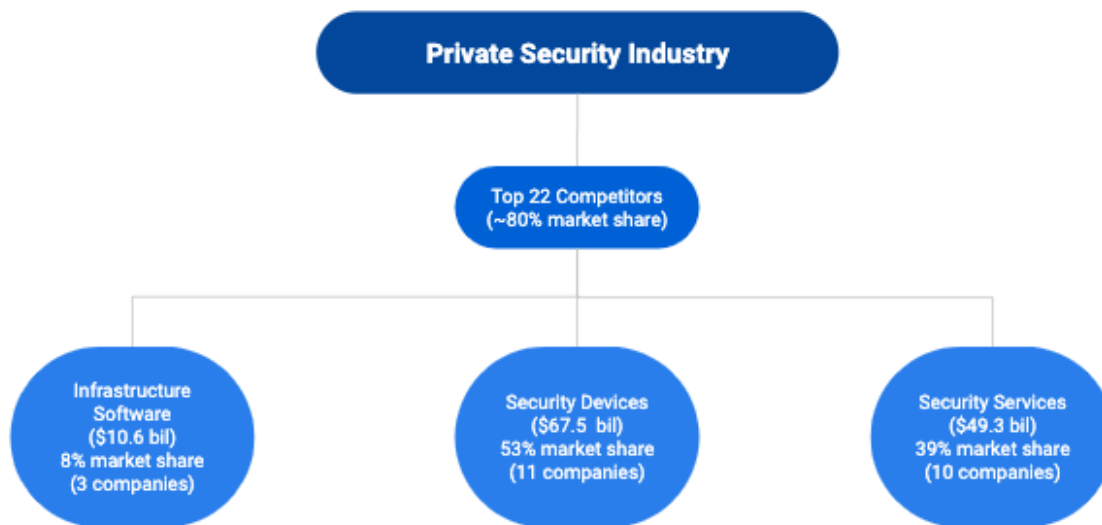 Private Security Industry
Top 22 Competitors
(~80% market share)
Infrastructure
Software
($10.6 bil)
8% market share
(3 companies)
Security Devices
($67.5 bil)
53% market share
(11 companies)
Security Services
($49.3 bil)
39% market share
(10 companies)